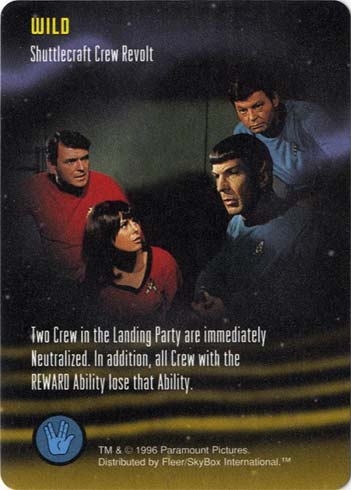 WILD
Shuttlecraft Crew Revolt
Two Crew in the Landing Party are immediately
Neutralized. In addition, all Crew with the
REWARD Ability lose that Ability.
TM & © 1996 Paramount Pictures.
Distributed by Fleer/SkyBox International.™